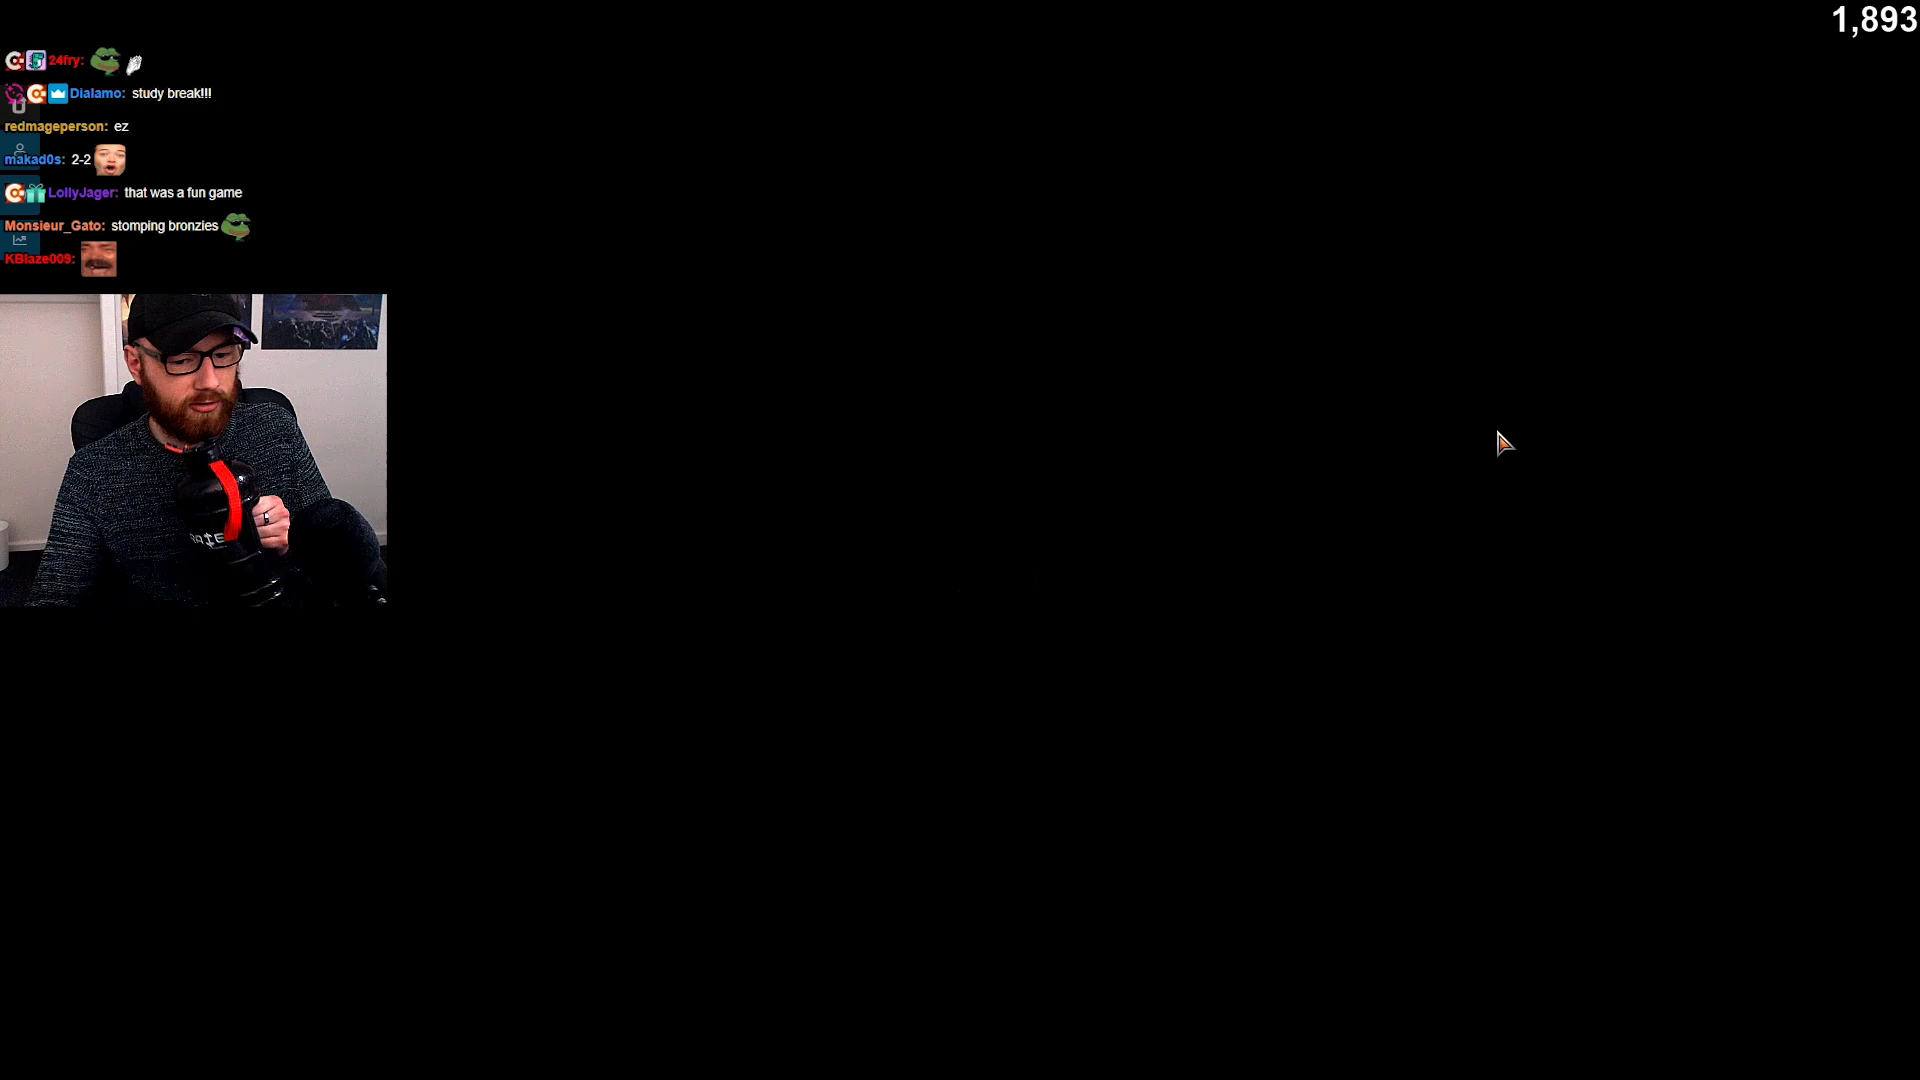 1,893
24fry:
Dialamo: study break!!!
redmageperson: ez
makad0s: 2-2
LollyJager: that was a fun game
Monsieur_Gato: stomping bronzies
KBlaze009: